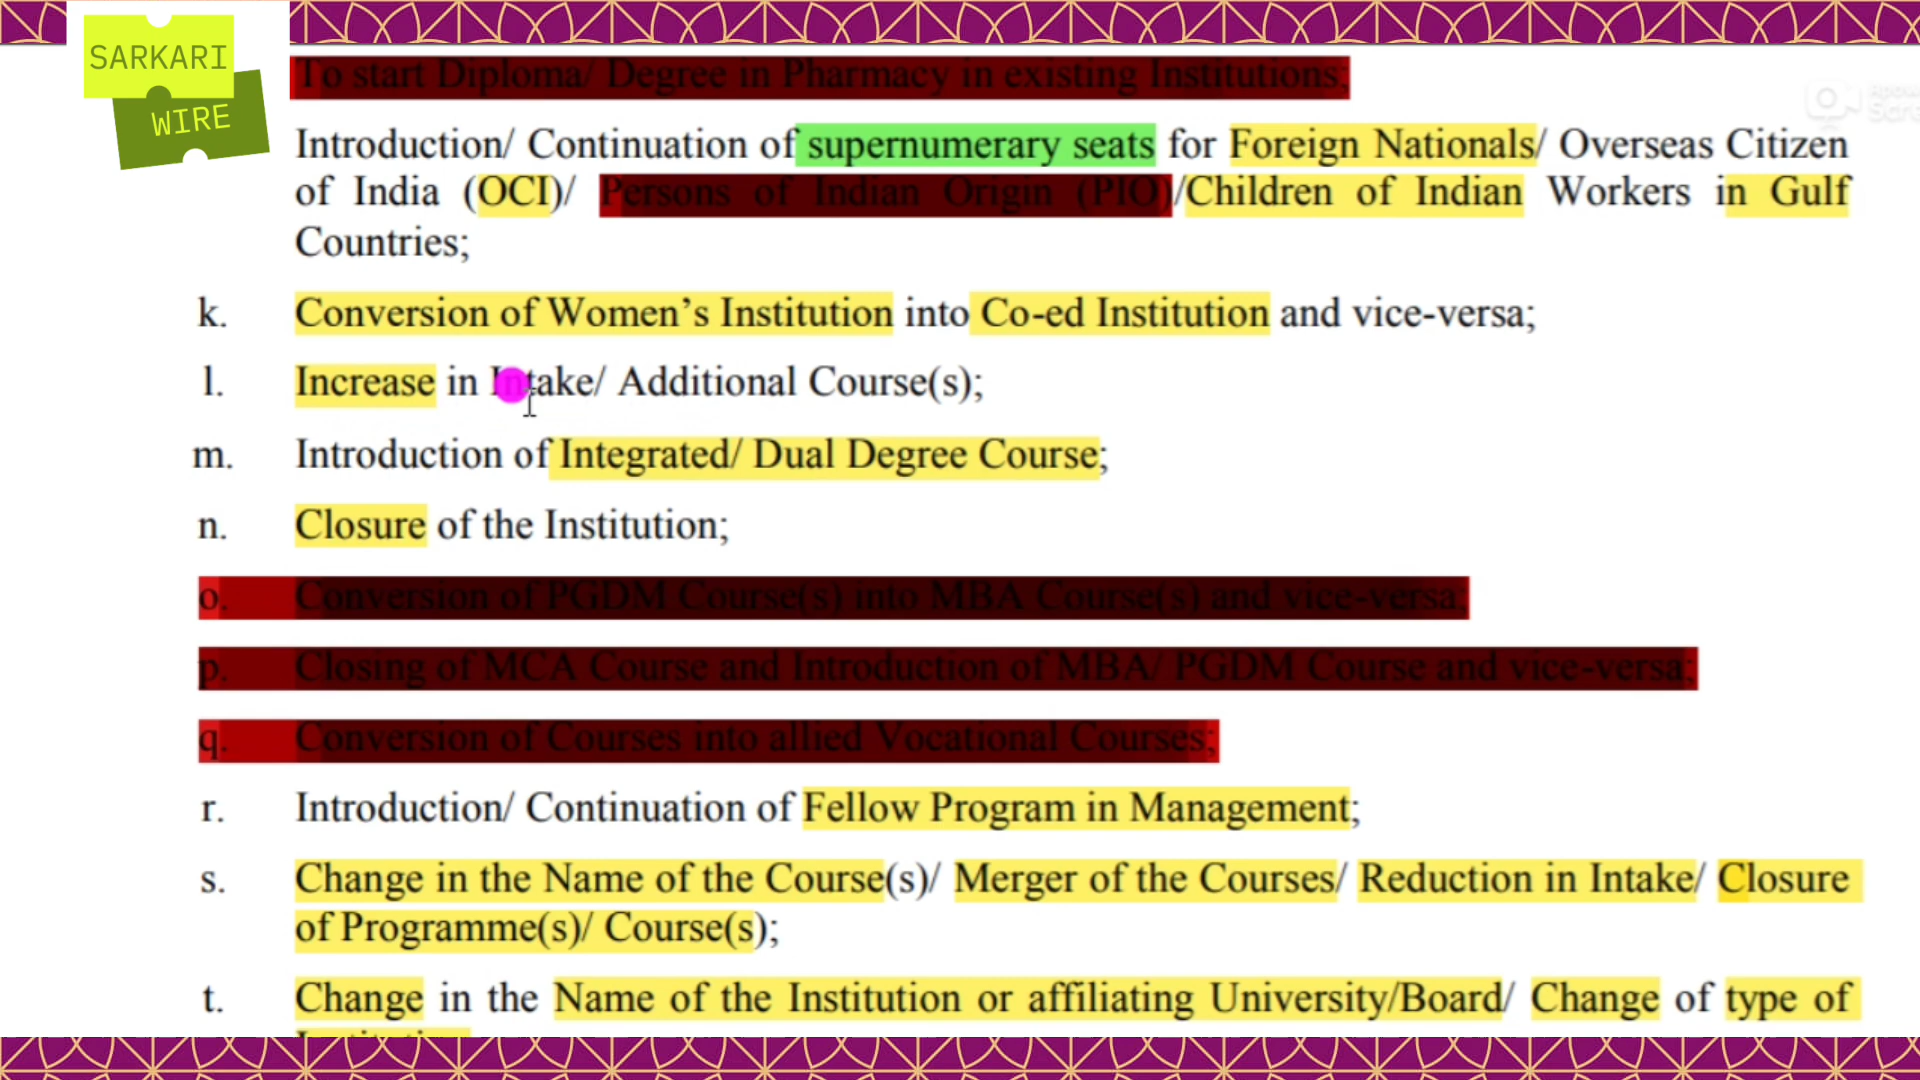 SARKARI
WIRE
To start Diploma/ Degree in Pharmacy in existing Institutions;
Introduction/ Continuation of supernumerary seats for Foreign Nationals/ Overseas Citizen
of India (OCI)/ Persons of Indian Origin (PIO)/Children of Indian Workers in Gulf
Countries;
k. Conversion of Women's Institution into Co-ed Institution and vice-versa;
l. Increase in Intake/ Additional Course(s);
m. Introduction of Integrated/ Dual Degree Course;
n. Closure of the Institution;
o. Conversion of PGDM Course(s) into MBA Course(s) and vice-versa;
p. Closing of MCA Course and Introduction of MBA/ PGDM Course and vice-versa;
q. Conversion of Courses into allied Vocational Courses;
r. Introduction/ Continuation of Fellow Program in Management;
s. Change in the Name of the Course(s)/ Merger of the Courses/ Reduction in Intake/ Closure
of Programme(s)/ Course(s);
t. Change in the Name of the Institution or affiliating University/Board/ Change of type of